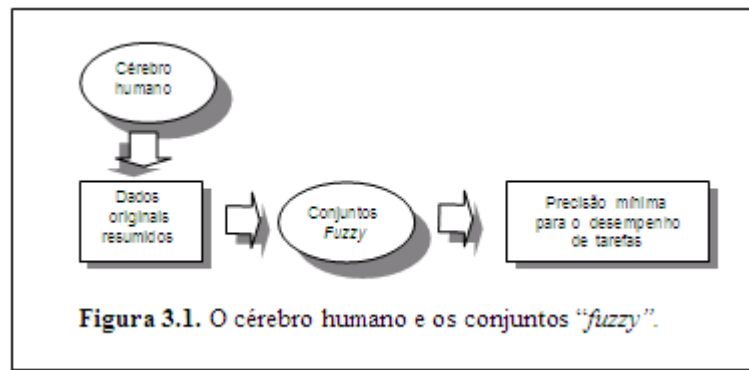 Cérebro
humano
Dados
originais
resumidos
Conjuntos
Fuzzy
Precisão mínima
para o desempenho
de tarefas
Figura 3.1. O cérebro humano e os conjuntos “fuzzy”.